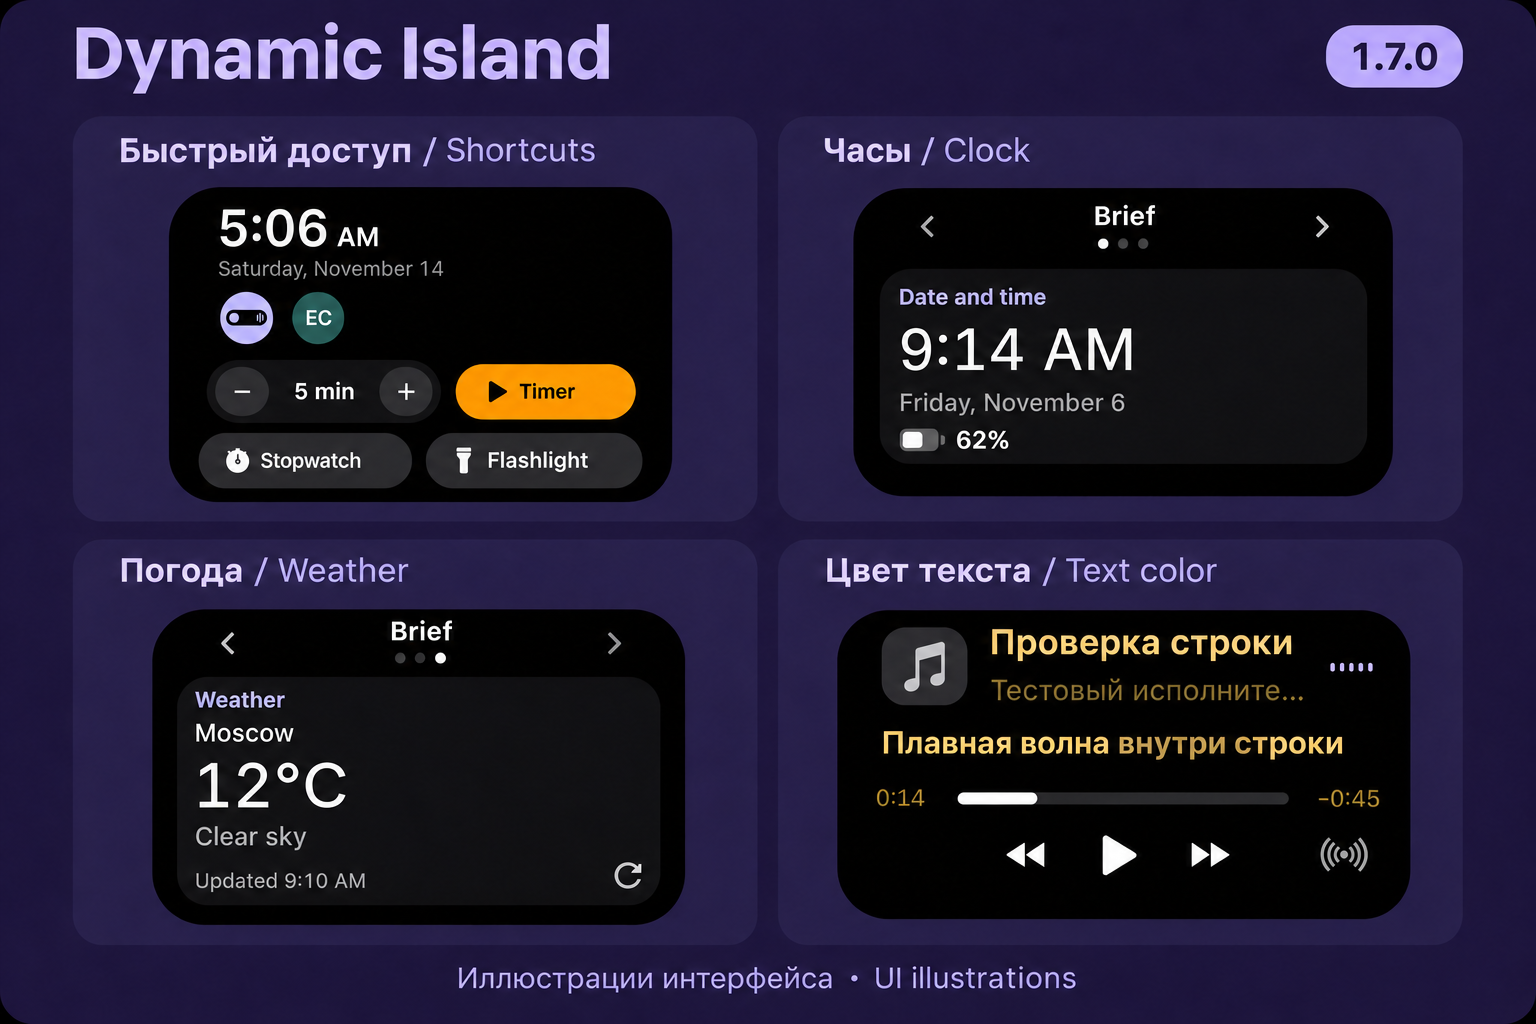 Dynamic Island
1.7.0
Быстрый доступ / Shortcuts
5:06 AM
Saturday, November 14
EC
− 5 min +
Timer
Stopwatch
Flashlight
Часы / Clock
Brief
Date and time
9:14 AM
Friday, November 6
62%
Погода / Weather
Brief
Weather
Moscow
12°C
Clear sky
Updated 9:10 AM
Цвет текста / Text color
Проверка строки
Тестовый исполните...
Плавная волна внутри строки
0:14
-0:45
Иллюстрации интерфейса • UI illustrations